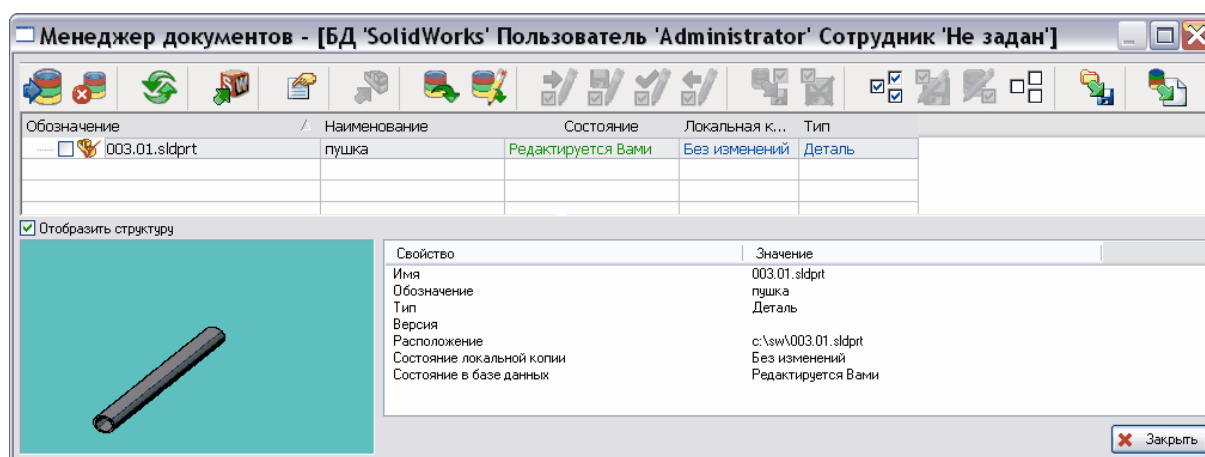 Менеджер документов - [БД 'SolidWorks' Пользователь 'Administrator' Сотрудник 'Не задан']
Обозначение Наименование Состояние Локальная к... Тип
003.01.sldprt пушка Редактируется Вами Без изменений Деталь
Отобразить структуру
Свойство Значение
Имя 003.01.sldprt
Обозначение пушка
Тип Деталь
Версия
Расположение c:\sw\003.01.sldprt
Состояние локальной копии Без изменений
Состояние в базе данных Редактируется Вами
Закрыть